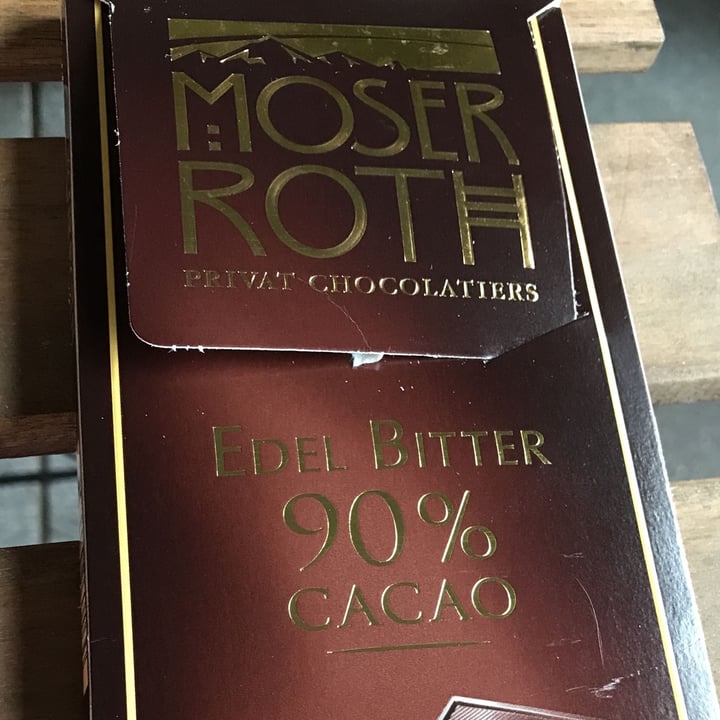 MOSER
ROTH
PRIVAT CHOCOLATIERS
EDEL BITTER
90%
CACAO